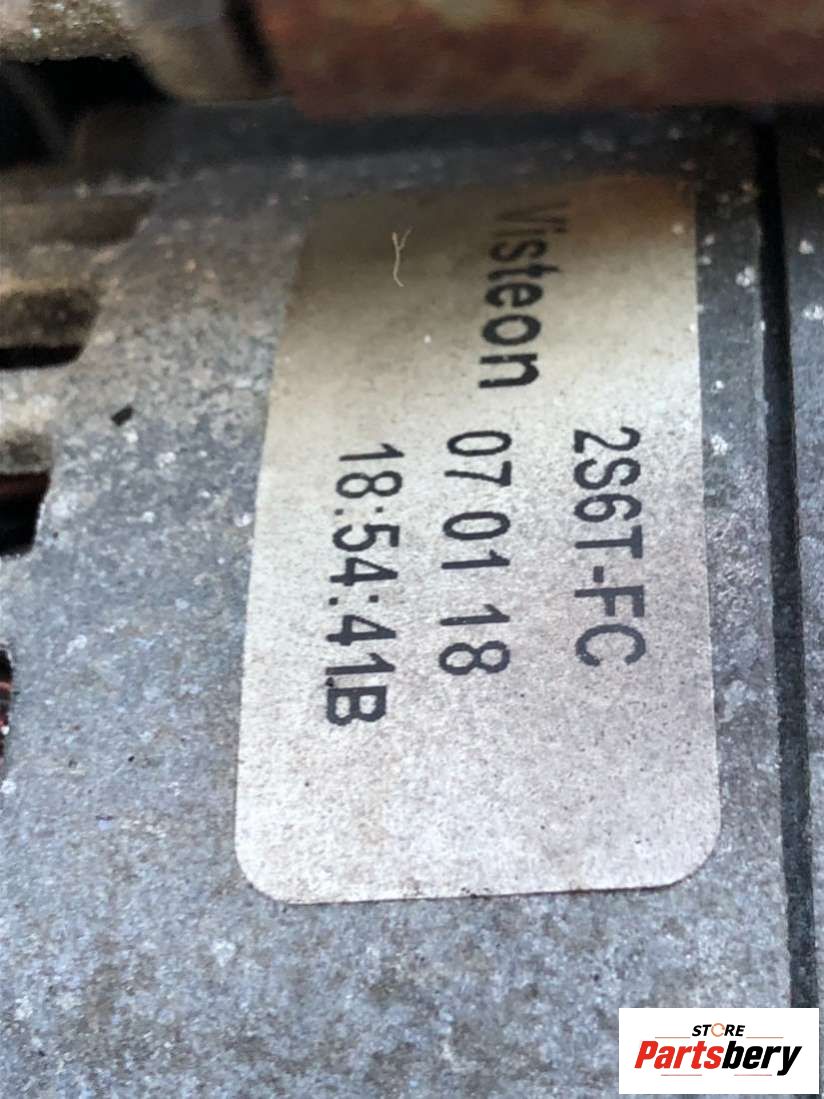 2S6T-FC
Visteon 07 01 18
18:54:41B
STORE
Partsbery